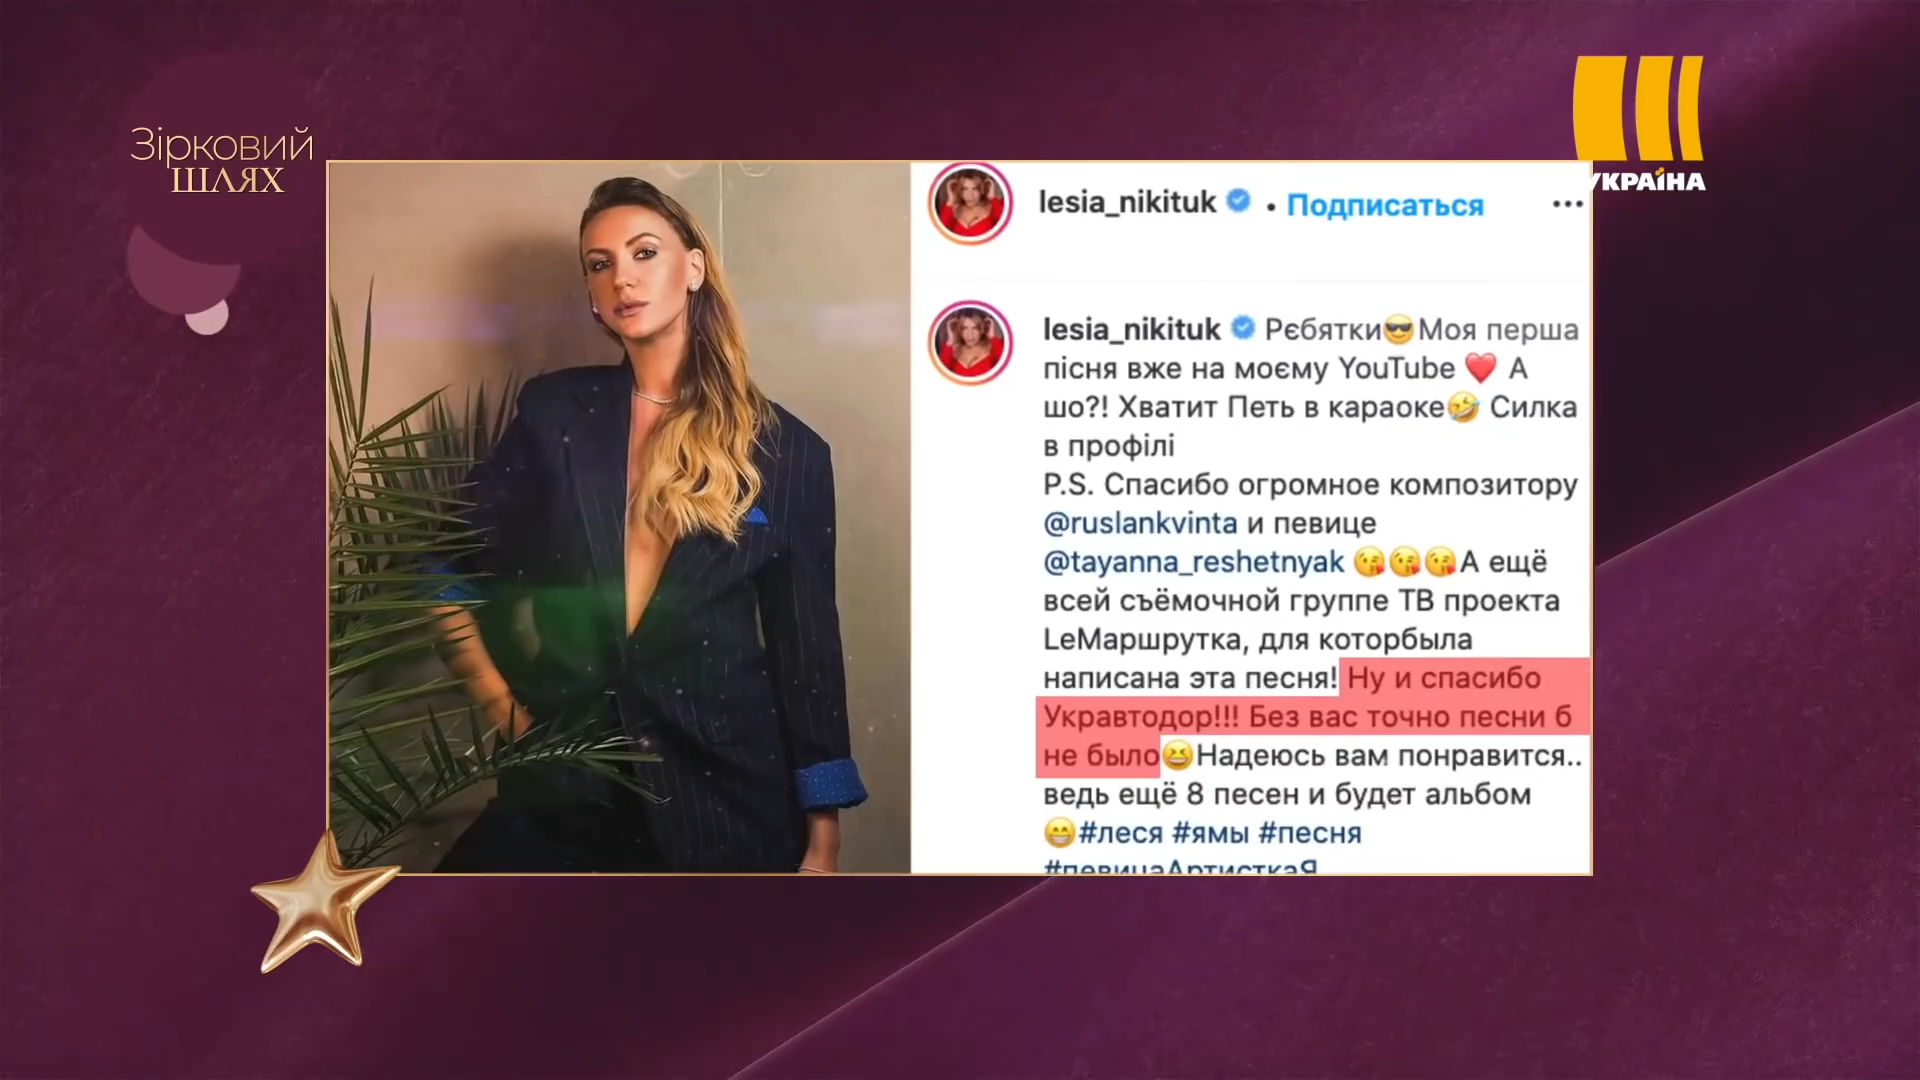 Зірковий
ШЛЯХ
УКРАЇНА
lesia_nikituk • Подписаться
lesia_nikituk Рєбятки😎Моя перша
пісня вже на моєму YouTube ❤️ А
шо?! Хватит Петь в караоке🤣 Силка
в профілі
P.S. Спасибо огромное композитору
@ruslankvinta и певице
@tayanna_reshetnyak 😘😘😘А ещё
всей съёмочной группе ТВ проекта
LeМаршрутка, для которбыла
написана эта песня! Ну и спасибо
Укравтодор!!! Без вас точно песни б
не было😆Надеюсь вам понравится..
ведь ещё 8 песен и будет альбом
😁#леся #ямы #песня
#певицаАртисткаЯ